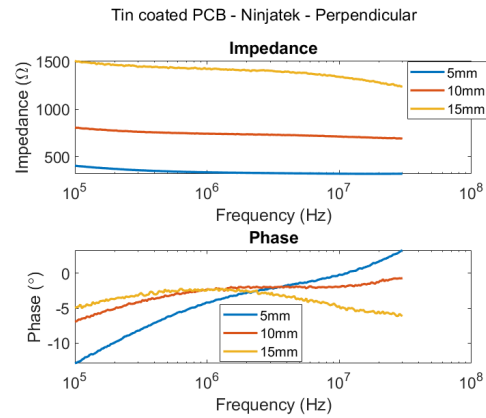 Tin coated PCB - Ninjatek - Perpendicular
Impedance
Impedance (Ω)
1500
1000
500
5mm
10mm
15mm
10^5
10^6
10^7
10^8
Frequency (Hz)
Phase
Phase (°)
0
-5
-10
5mm
10mm
15mm
10^5
10^6
10^7
10^8
Frequency (Hz)